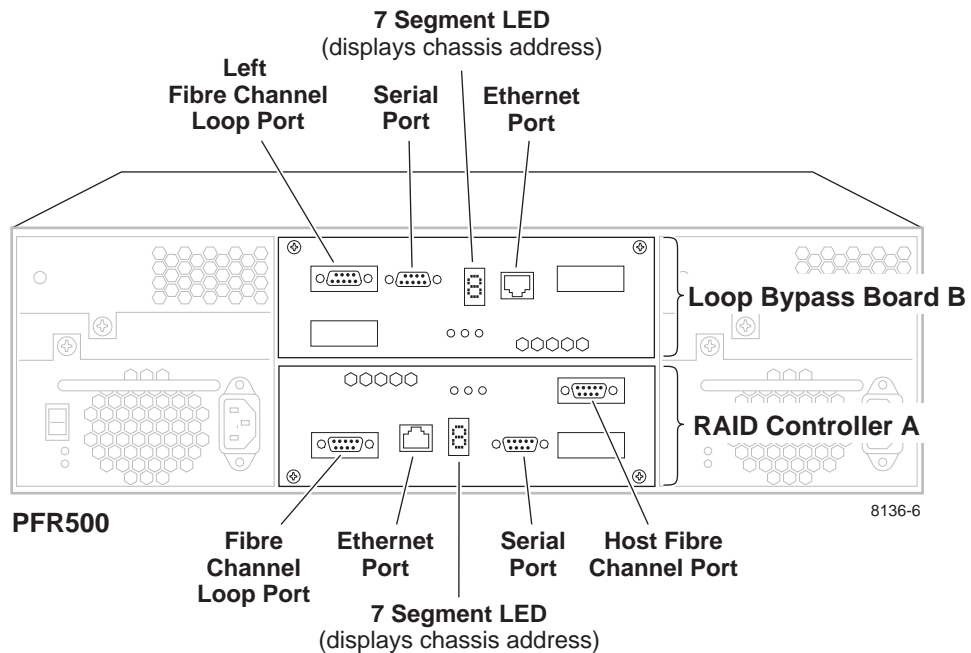 7 Segment LED
(displays chassis address)
Left
Fibre Channel
Loop Port
Serial
Port
Ethernet
Port
Loop Bypass Board B
RAID Controller A
PFR500
8136-6
Fibre
Channel
Loop Port
Ethernet
Port
Serial
Port
Host Fibre
Channel Port
7 Segment LED
(displays chassis address)